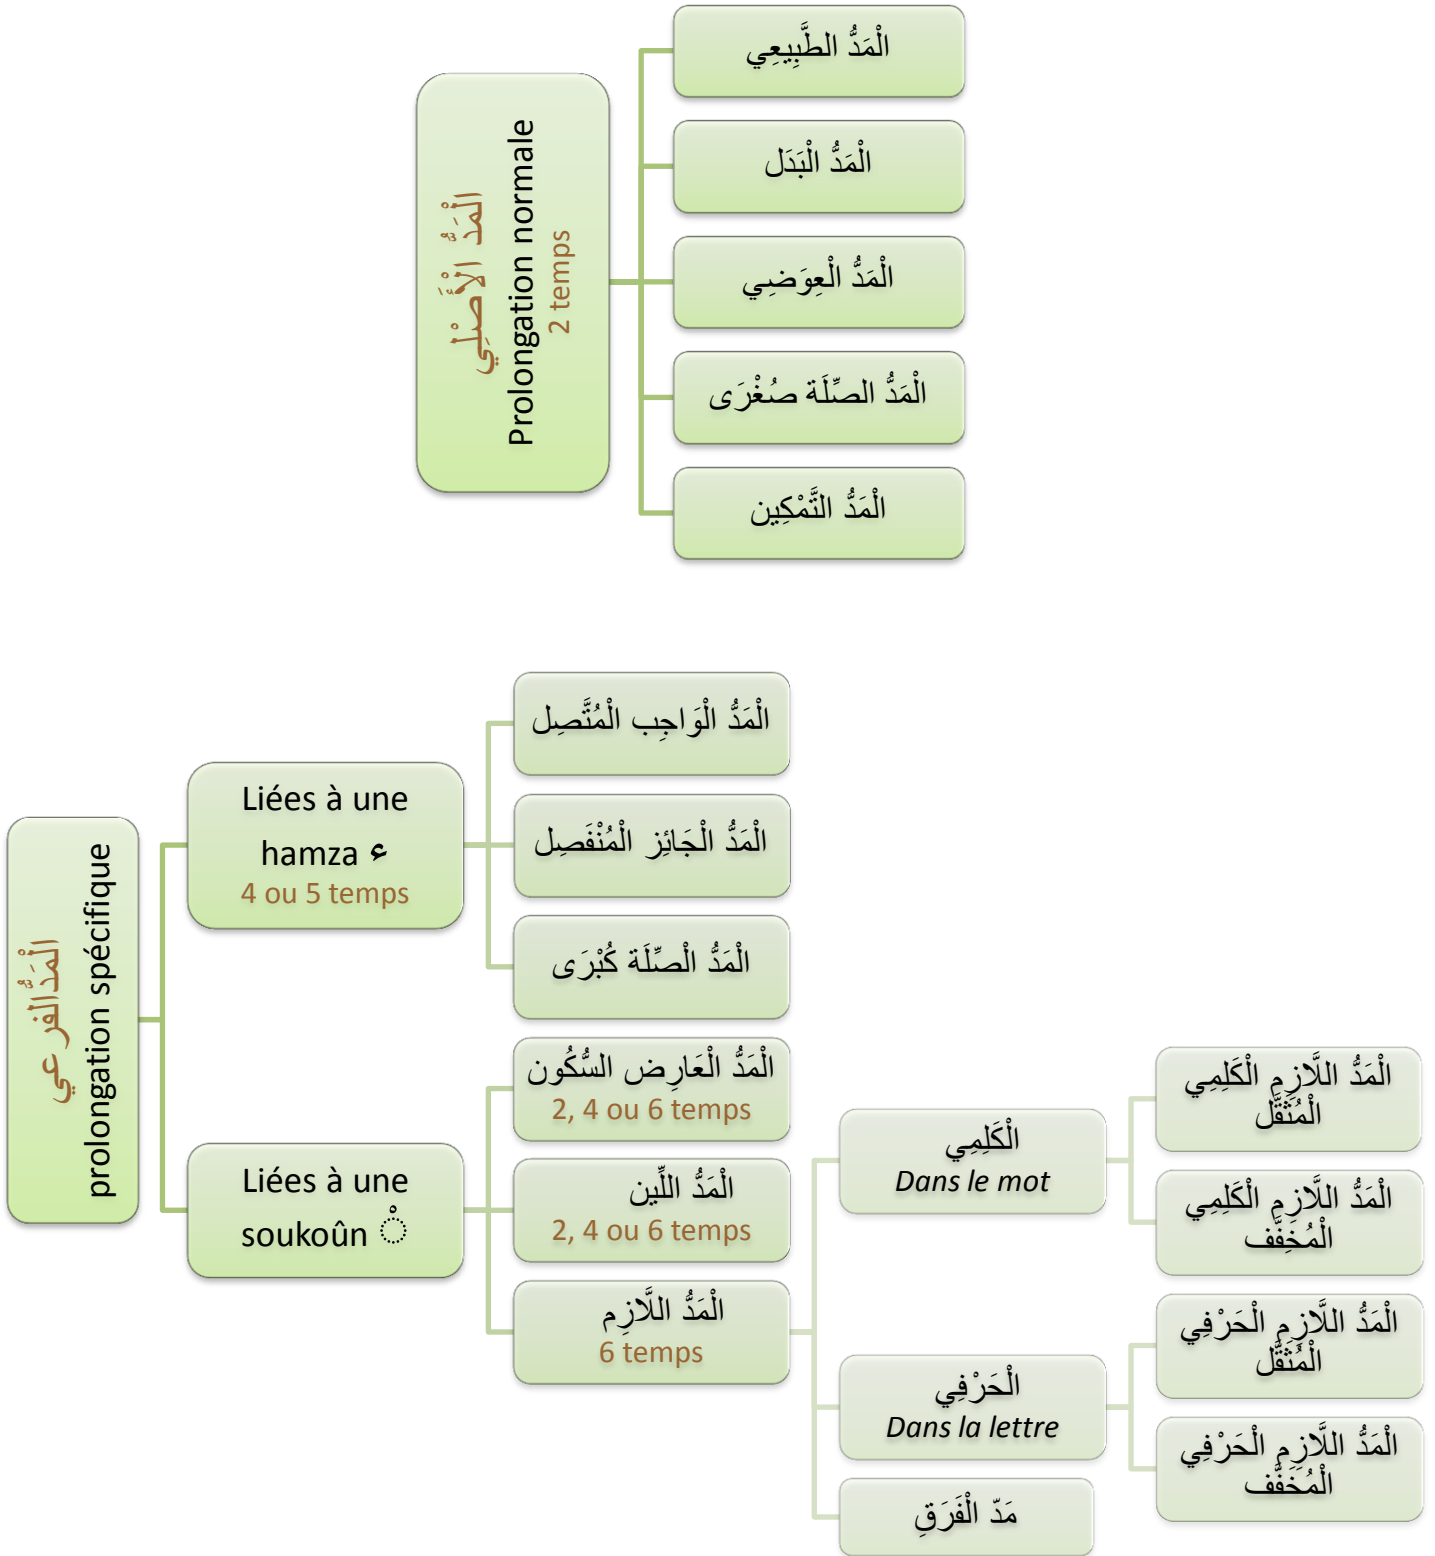 الْمَدُّ الْأَصْلِي
Prolongation normale
2 temps
الْمَدُّ الطَّبِيعِي
الْمَدُّ الْبَدَل
الْمَدُّ الْعِوَضِي
الْمَدُّ الصِّلَة صُغْرَى
الْمَدُّ التَّمْكِين
الْمَدُّالْفرعي
prolongation spécifique
Liées à une
hamza ء
4 ou 5 temps
الْمَدُّ الْوَاجِب الْمُتَّصِل
الْمَدُّ الْجَائِز الْمُنْفَصِل
الْمَدُّ الْصِّلَة كُبْرَى
Liées à une
soukoûn ◌ْ
الْمَدُّ الْعَارِض السُّكُون
2, 4 ou 6 temps
الْمَدُّ اللِّين
2, 4 ou 6 temps
الْمَدُّ اللَّازِم
6 temps
الْكَلِمِي
Dans le mot
الْمَدُّ اللَّازِم الْكَلِمِي
الْمُثَقَّل
الْمَدُّ اللَّازِم الْكَلِمِي
الْمُخِفَّف
الْحَرْفِي
Dans la lettre
الْمَدُّ اللَّازِم الْحَرْفِي
الْمُثَقَّل
الْمَدُّ اللَّازِم الْحَرْفِي
الْمُخَفَّف
مَدّ الْفَرَقِ